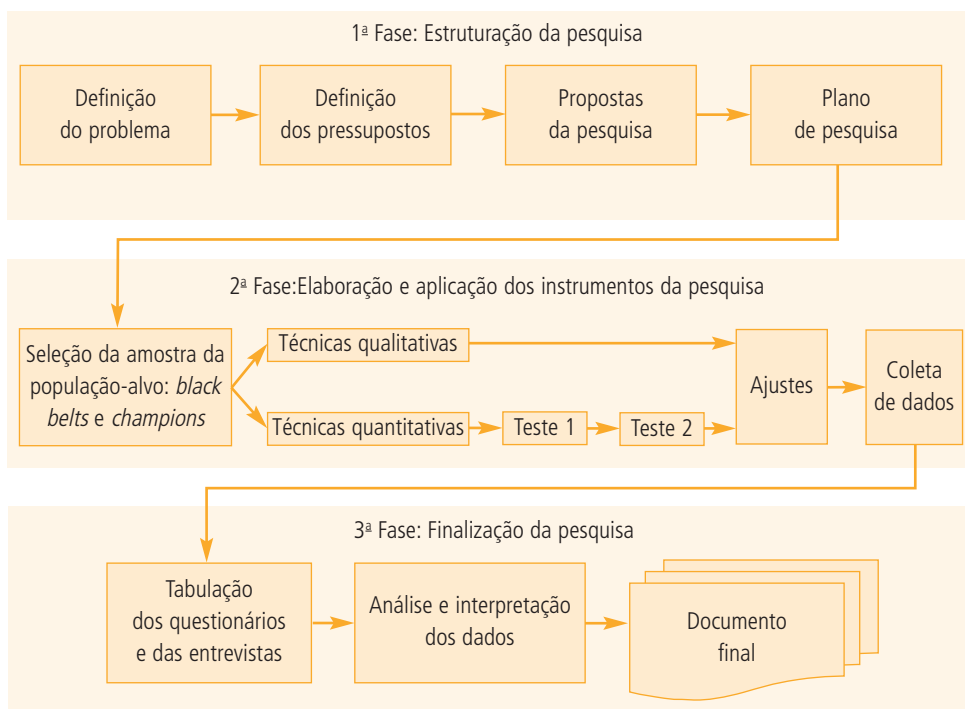 1ª Fase: Estruturação da pesquisa
Definição
do problema
Definição
dos pressupostos
Propostas
da pesquisa
Plano
de pesquisa
2ª Fase:Elaboração e aplicação dos instrumentos da pesquisa
Seleção da amostra da
população-alvo: black
belts e champions
Técnicas qualitativas
Técnicas quantitativas
Teste 1
Teste 2
Ajustes
Coleta
de dados
3ª Fase: Finalização da pesquisa
Tabulação
dos questionários
e das entrevistas
Análise e interpretação
dos dados
Documento
final